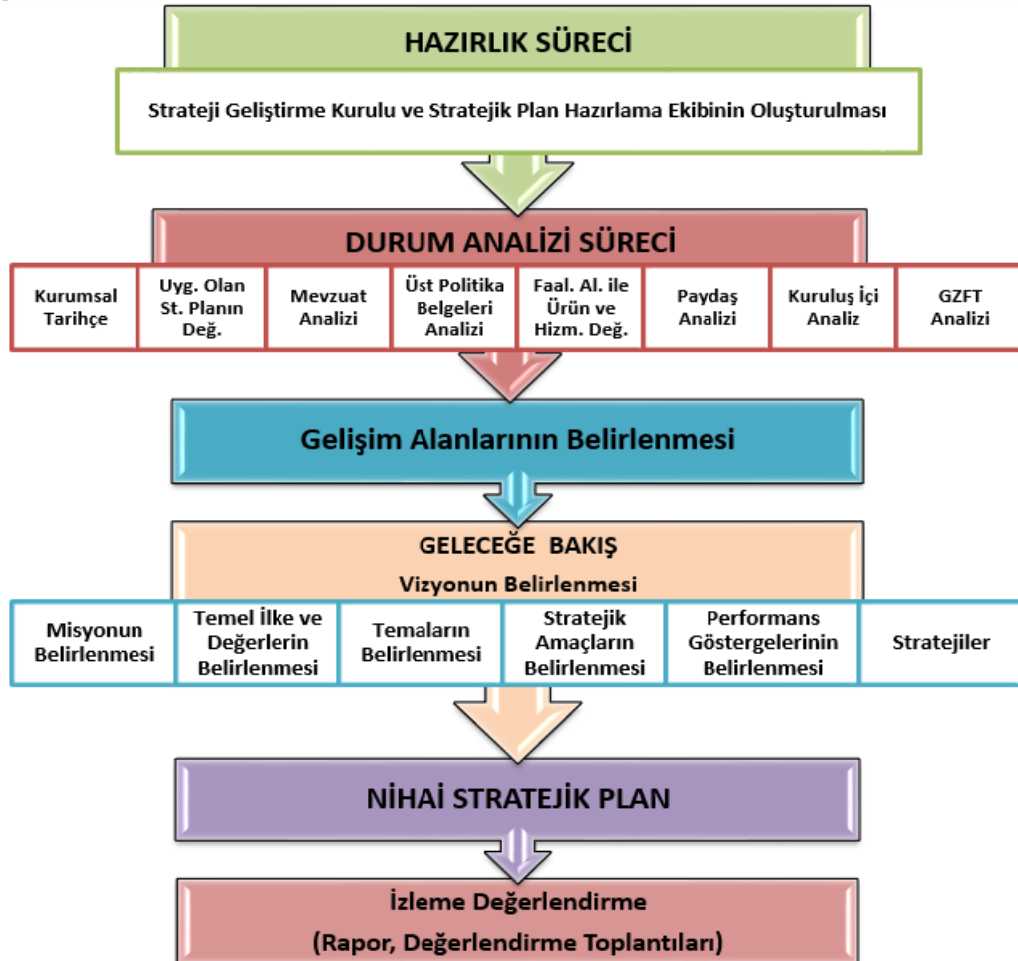 HAZIRLIK SÜRECİ
Strateji Geliştirme Kurulu ve Stratejik Plan Hazırlama Ekibinin Oluşturulması
DURUM ANALİZİ SÜRECİ
Kurumsal
Tarihçe
Uyg. Olan
St. Planın
Değ.
Mevzuat
Analizi
Üst Politika
Belgeleri
Analizi
Faal. Al. ile
Ürün ve
Hizm. Değ.
Paydaş
Analizi
Kuruluş İçi
Analiz
GZFT
Analizi
Gelişim Alanlarının Belirlenmesi
GELECEĞE BAKIŞ
Vizyonun Belirlenmesi
Misyonun
Belirlenmesi
Temel İlke ve
Değerlerin
Belirlenmesi
Temaların
Belirlenmesi
Stratejik
Amaçların
Belirlenmesi
Performans
Göstergelerinin
Belirlenmesi
Stratejiler
NİHAİ STRATEJİK PLAN
İzleme Değerlendirme
(Rapor, Değerlendirme Toplantıları)